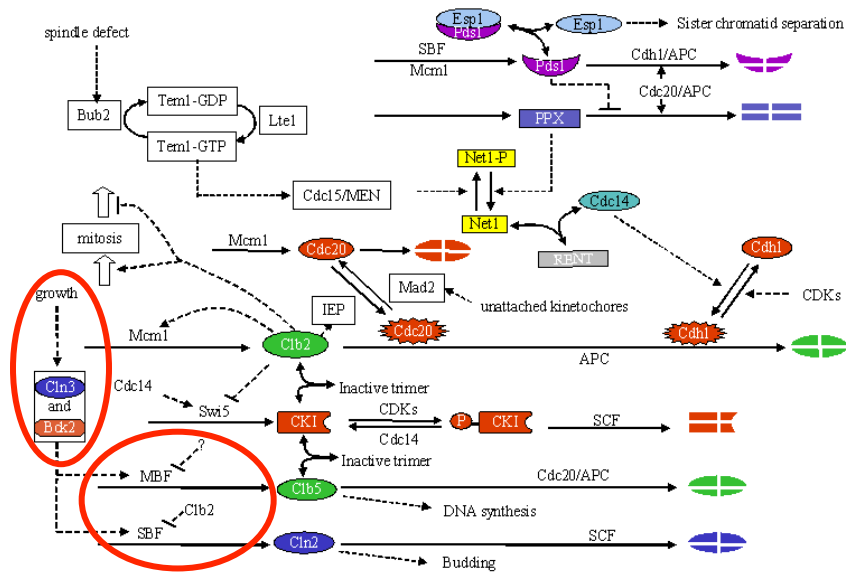 Esp1
Pds1
Esp1
Sister chromatid separation
spindle defect
SBF
Mcm1
Pds1
Cdh1/APC
Cdc20/APC
Bub2
Tem1-GDP
Lte1
Tem1-GTP
PPX
Net1-P
Cdc15/MEN
Net1
Cdc14
RENT
mitosis
Mcm1
Cdc20
Cdh1
Mad2
unattached kinetochores
CDKs
growth
IEP
Cdc20
Cdh1
Mcm1
Clb2
APC
Cln3
and
Bck2
Cdc14
Inactive trimer
Swi5
CKI
CDKs
Cdc14
P
CKI
SCF
?
Inactive trimer
MBF
Clb5
Cdc20/APC
DNA synthesis
Clb2
SBF
Cln2
SCF
Budding